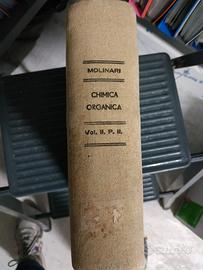 MOLINARI
CHIMICA
ORGANICA
Vol. II. P. II.